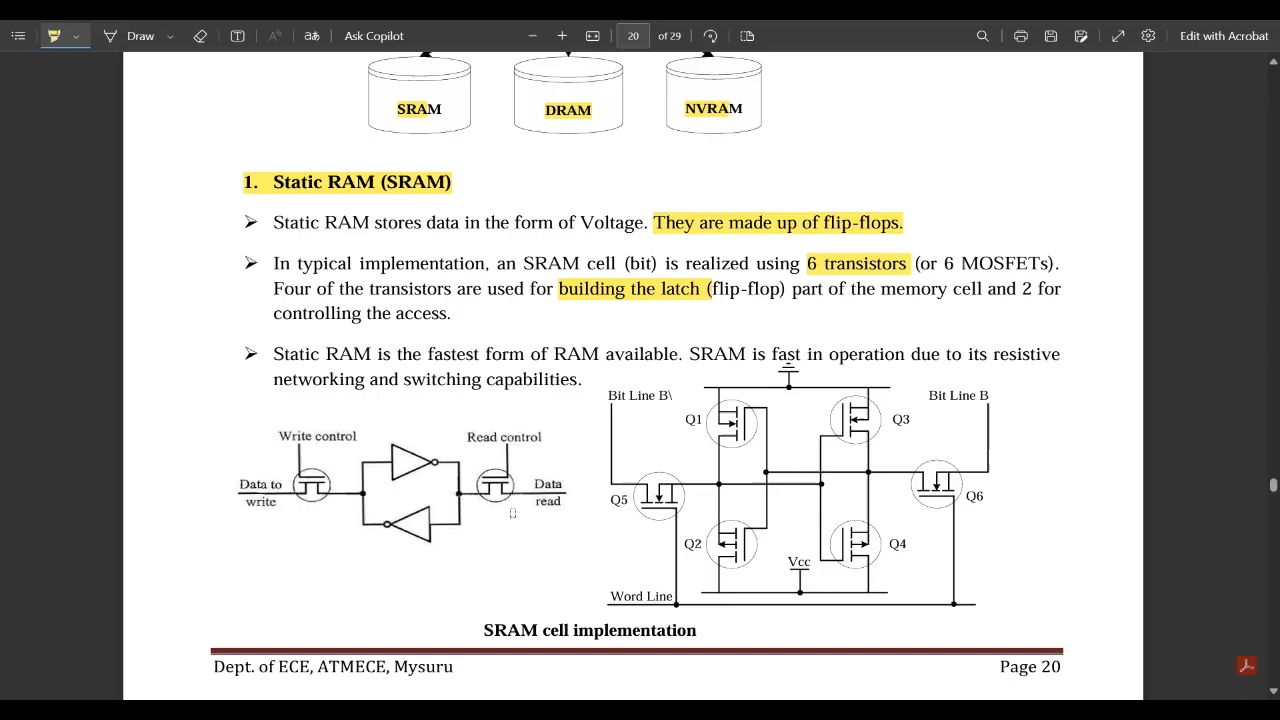 Draw
Ask Copilot
20 of 29
Edit with Acrobat
SRAM DRAM NVRAM
1. Static RAM (SRAM)
➢ Static RAM stores data in the form of Voltage. They are made up of flip-flops.
➢ In typical implementation, an SRAM cell (bit) is realized using 6 transistors (or 6 MOSFETs).
Four of the transistors are used for building the latch (flip-flop) part of the memory cell and 2 for
controlling the access.
➢ Static RAM is the fastest form of RAM available. SRAM is fast in operation due to its resistive
networking and switching capabilities.
Write control
Read control
Data to
write
Data
read
Bit Line B\
Bit Line B
Q1
Q3
Q5
Q6
Q2
Q4
Vcc
Word Line
SRAM cell implementation
Dept. of ECE, ATMECE, Mysuru
Page 20